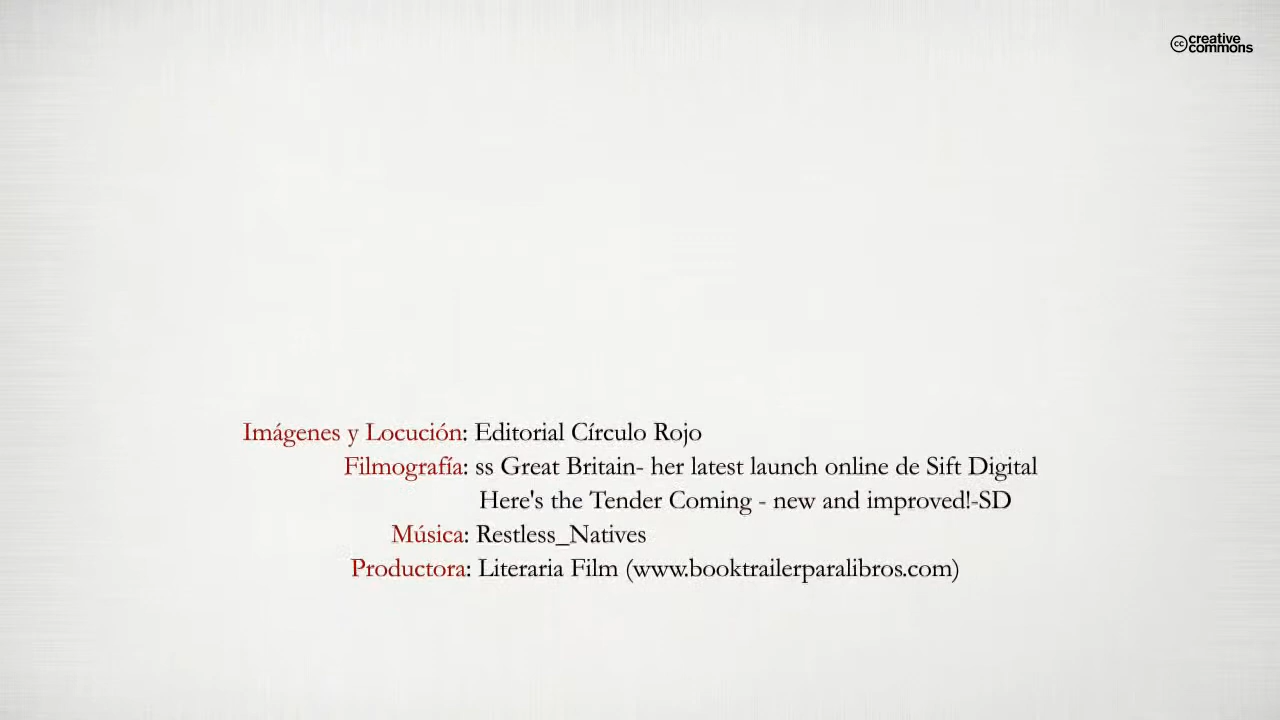 cc creative
commons
Imágenes y Locución: Editorial Círculo Rojo
Filmografía: ss Great Britain- her latest launch online de Sift Digital
Here's the Tender Coming - new and improved!-SD
Música: Restless_Natives
Productora: Literaria Film (www.booktrailerparalibros.com)